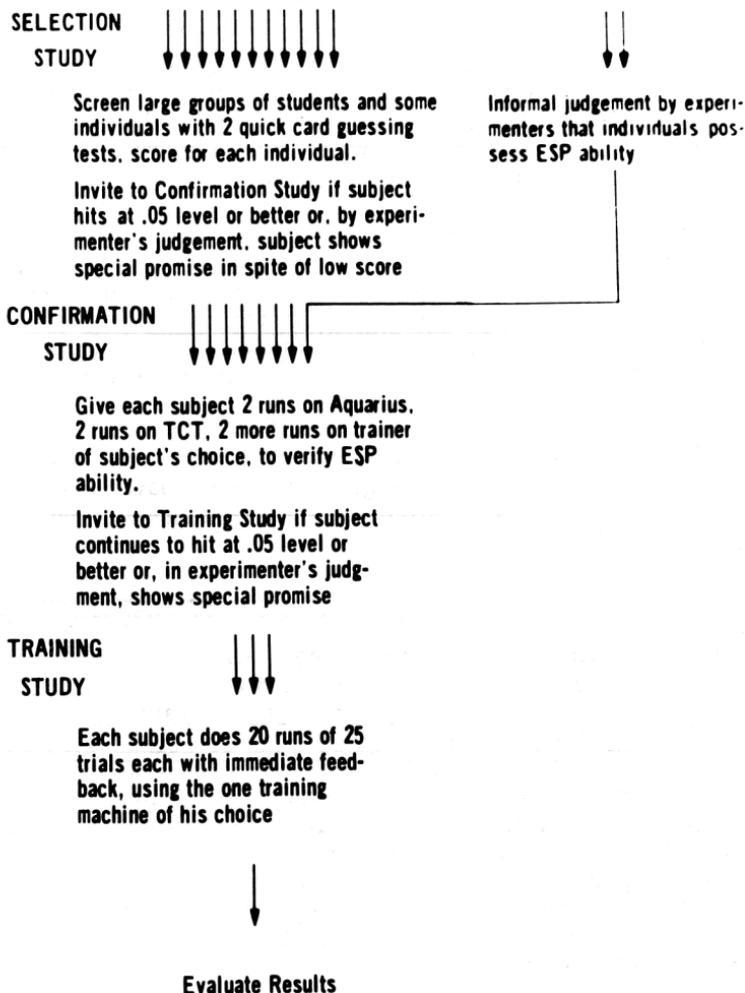 SELECTION
STUDY
Screen large groups of students and some
individuals with 2 quick card guessing
tests, score for each individual.
Invite to Confirmation Study if subject
hits at .05 level or better or, by experi-
menter's judgement, subject shows
special promise in spite of low score
Informal judgement by experi-
menters that individuals pos-
sess ESP ability
CONFIRMATION
STUDY
Give each subject 2 runs on Aquarius,
2 runs on TCT, 2 more runs on trainer
of subject's choice, to verify ESP
ability.
Invite to Training Study if subject
continues to hit at .05 level or
better or, in experimenter's judg-
ment, shows special promise
TRAINING
STUDY
Each subject does 20 runs of 25
trials each with immediate feed-
back, using the one training
machine of his choice
Evaluate Results